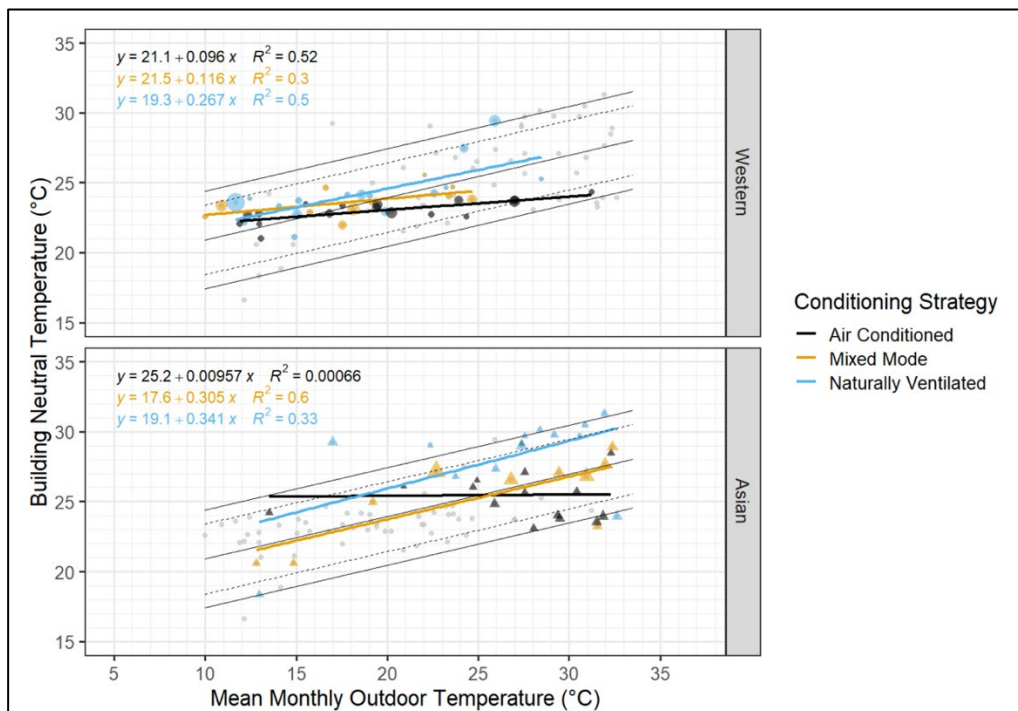 35
30
25
20
15
y = 21.1 + 0.096 x R² = 0.52
y = 21.5 + 0.116 x R² = 0.3
y = 19.3 + 0.267 x R² = 0.5
Western
35
30
25
20
15
y = 25.2 + 0.00957 x R² = 0.00066
y = 17.6 + 0.305 x R² = 0.6
y = 19.1 + 0.341 x R² = 0.33
Asian
Building Neutral Temperature (°C)
5 10 15 20 25 30 35
Mean Monthly Outdoor Temperature (°C)
Conditioning Strategy
Air Conditioned
Mixed Mode
Naturally Ventilated